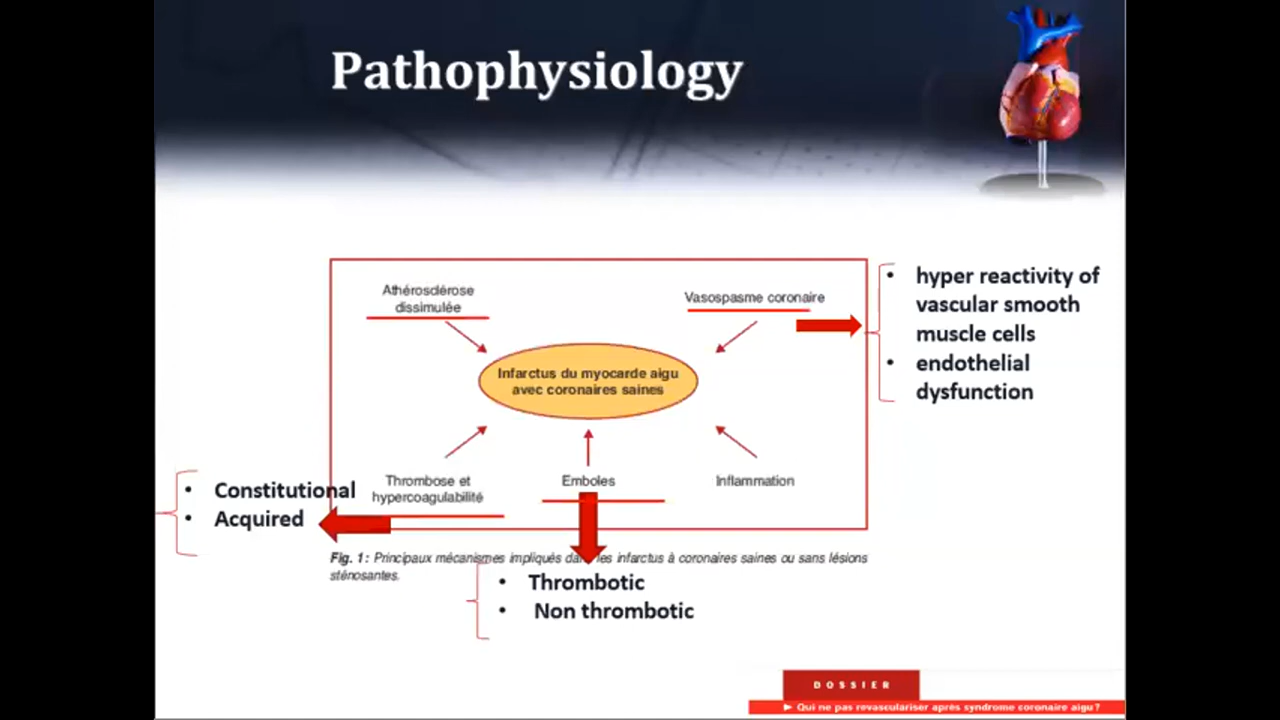 Pathophysiology
Athérosclérose
dissimulée
Vasospasme coronaire
• hyper reactivity of
vascular smooth
muscle cells
• endothelial
dysfunction
Infarctus du myocarde aigu
avec coronaires saines
• Constitutional
• Acquired
Thrombose et
hypercoagulabilité
Emboles
Inflammation
Fig. 1: Principaux mécanismes impliqués dans les infarctus à coronaires saines ou sans lésions
sténosantes.
• Thrombotic
• Non thrombotic
DOSSIER
► Qui ne pas revasculariser après syndrome coronaire aigu ?